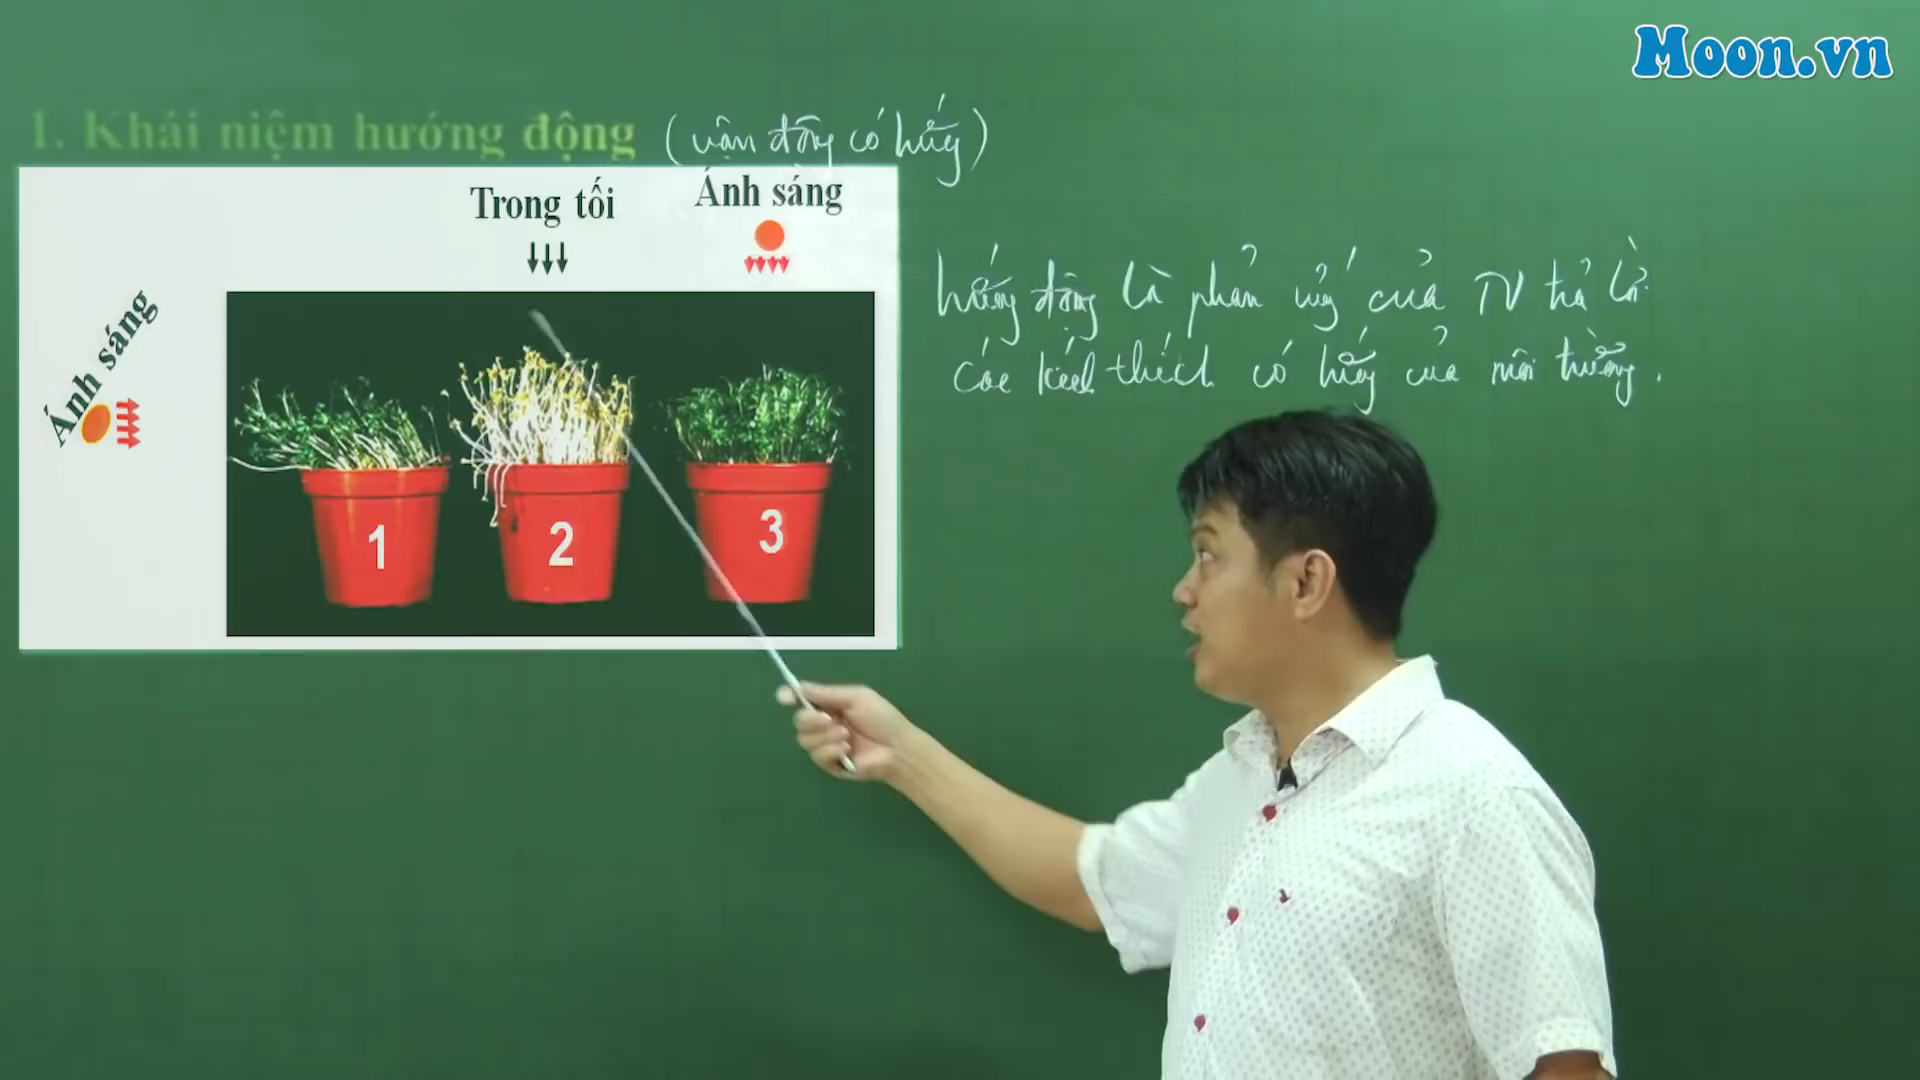 Moon.vn
I. Khái niệm hướng động (vận động có hướng)
Trong tối
Ánh sáng
Ánh sáng
1
2
3
hướng động là phản ứng của TV trả lời
các kích thích có hướng của môi trường.